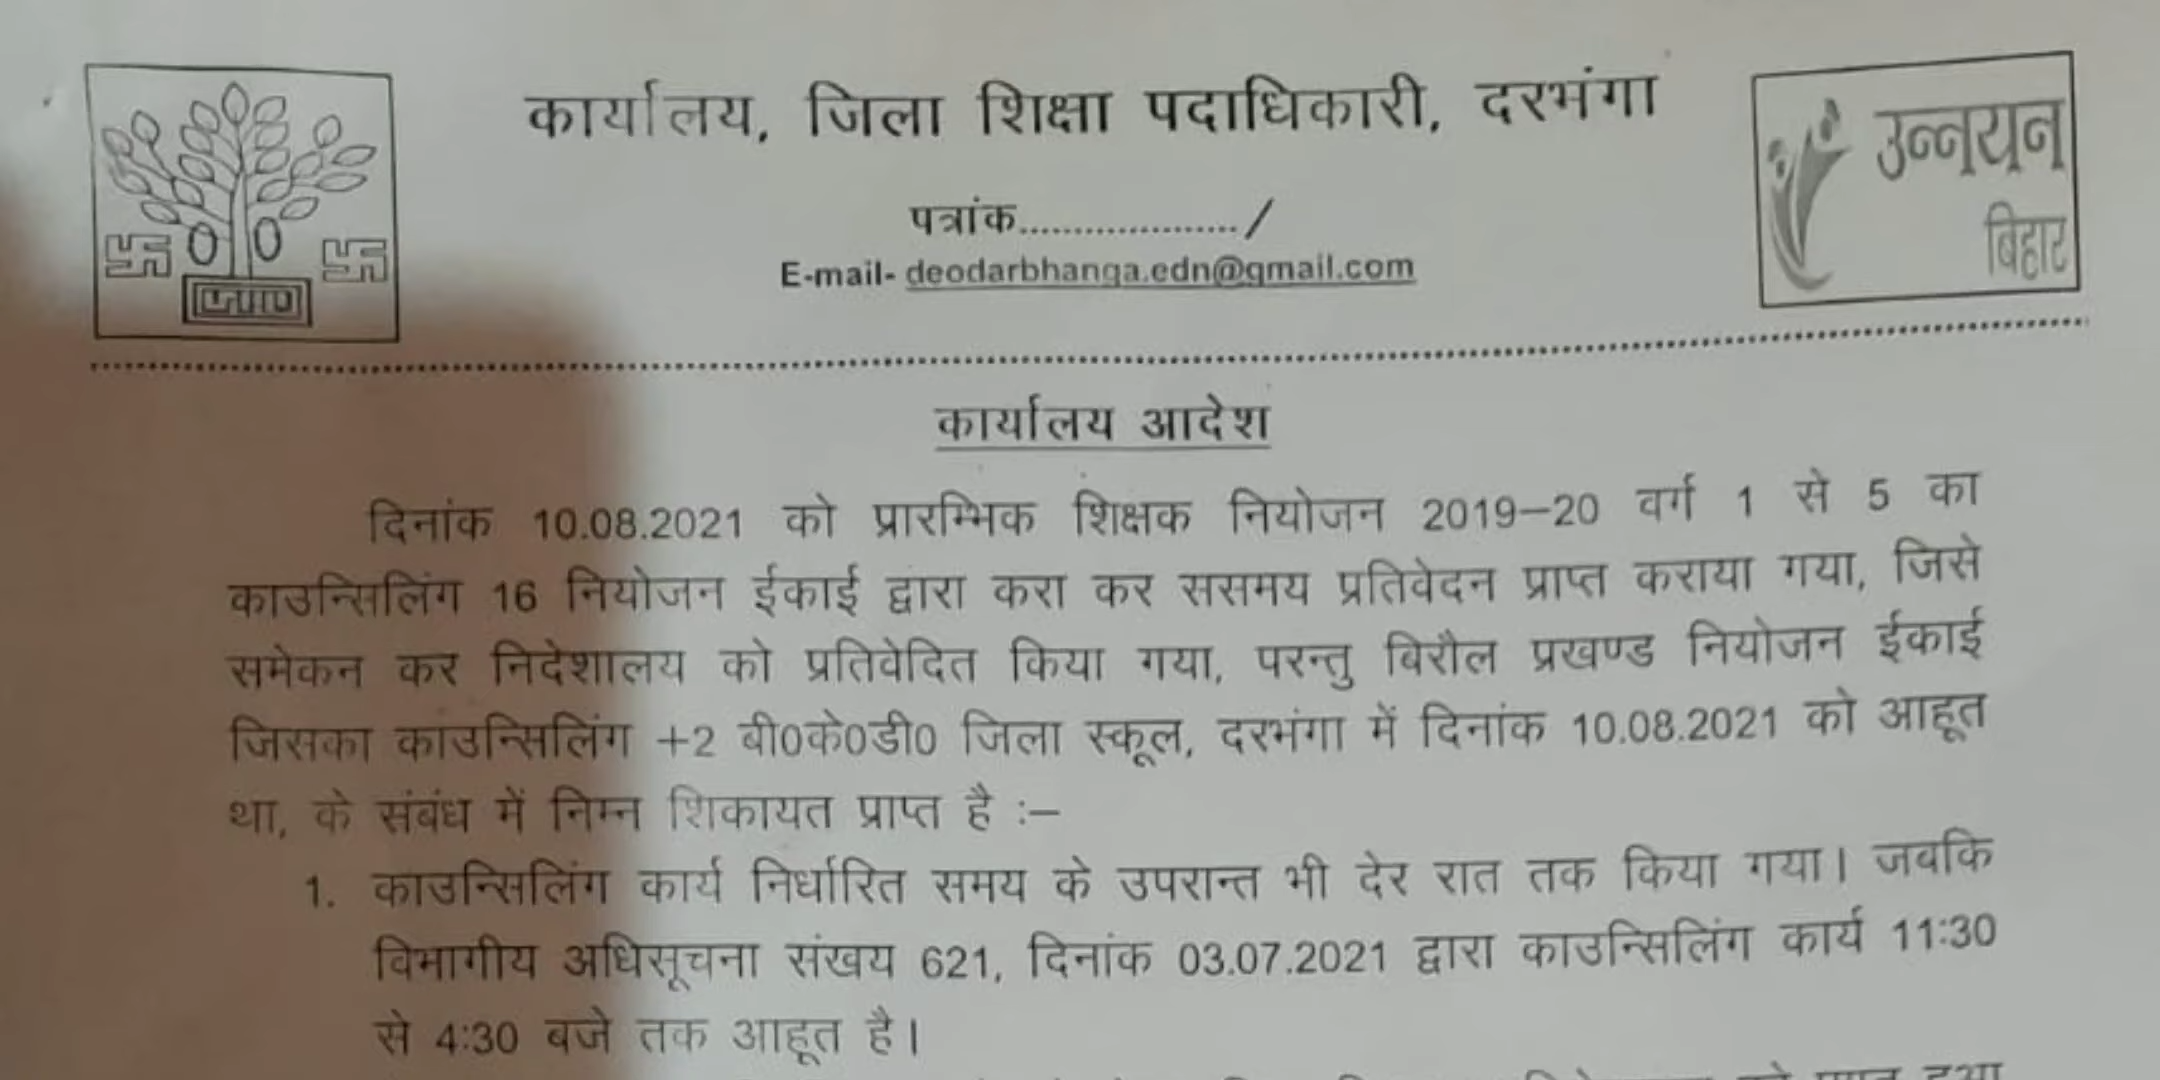 कार्यालय, जिला शिक्षा पदाधिकारी, दरभंगा
उन्नयन
बिहार
पत्रांक..................../
E-mail- deodarbhanga.edn@gmail.com
कार्यालय आदेश
दिनांक 10.08.2021 को प्रारम्भिक शिक्षक नियोजन 2019–20 वर्ग 1 से 5 का
काउन्सिलिंग 16 नियोजन ईकाई द्वारा करा कर ससमय प्रतिवेदन प्राप्त कराया गया, जिसे
समेकन कर निदेशालय को प्रतिवेदित किया गया, परन्तु बिरौल प्रखण्ड नियोजन ईकाई
जिसका काउन्सिलिंग +2 बी0के0डी0 जिला स्कूल, दरभंगा में दिनांक 10.08.2021 को आहूत
था, के संबंध में निम्न शिकायत प्राप्त है :–
1. काउन्सिलिंग कार्य निर्धारित समय के उपरान्त भी देर रात तक किया गया। जबकि
विभागीय अधिसूचना संखय 621, दिनांक 03.07.2021 द्वारा काउन्सिलिंग कार्य 11:30
से 4:30 बजे तक आहूत है।